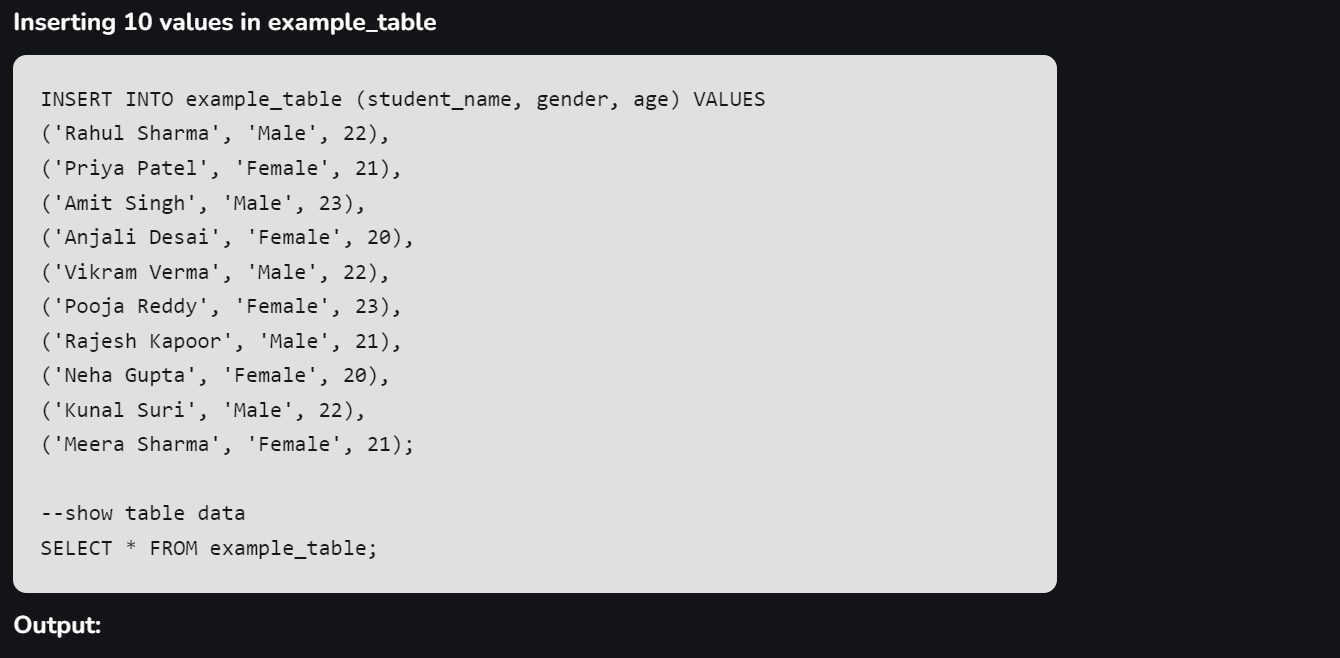 Inserting 10 values in example_table
INSERT INTO example_table (student_name, gender, age) VALUES
('Rahul Sharma', 'Male', 22),
('Priya Patel', 'Female', 21),
('Amit Singh', 'Male', 23),
('Anjali Desai', 'Female', 20),
('Vikram Verma', 'Male', 22),
('Pooja Reddy', 'Female', 23),
('Rajesh Kapoor', 'Male', 21),
('Neha Gupta', 'Female', 20),
('Kunal Suri', 'Male', 22),
('Meera Sharma', 'Female', 21);
--show table data
SELECT * FROM example_table;
Output: